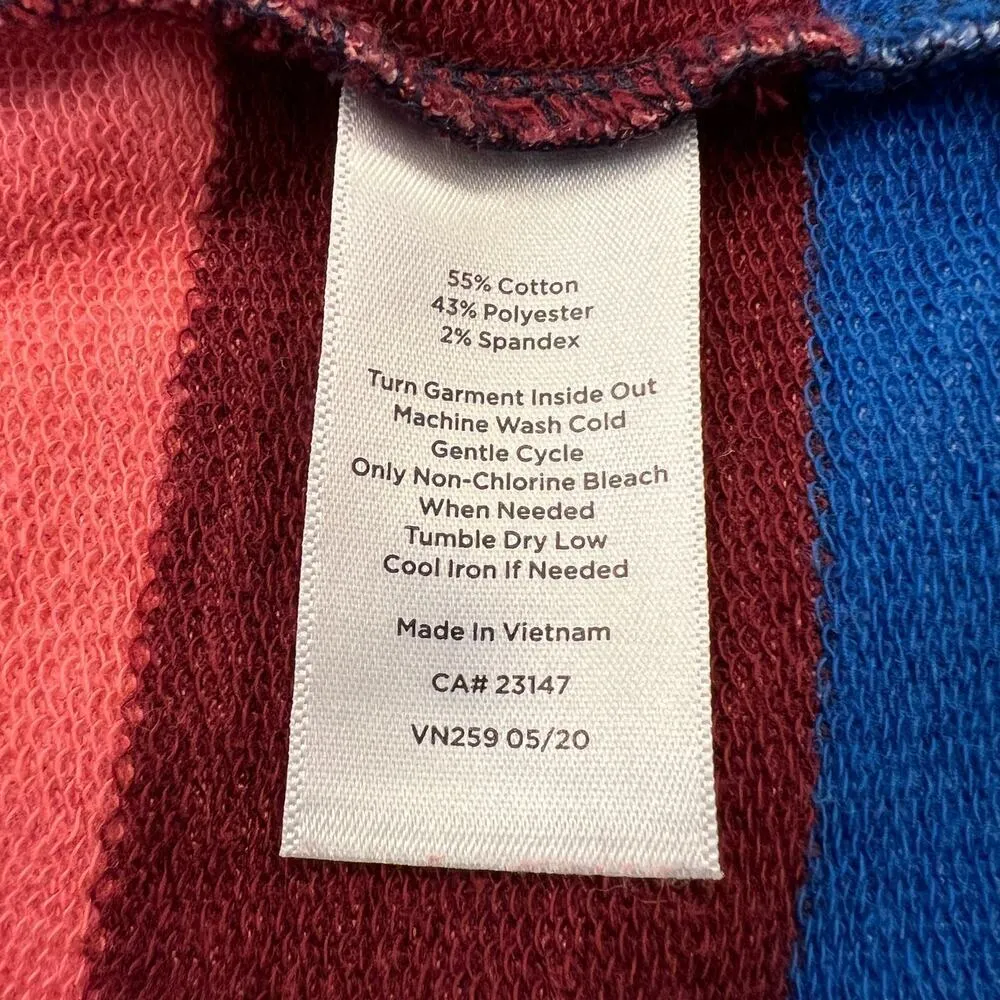 55% Cotton
43% Polyester
2% Spandex
Turn Garment Inside Out
Machine Wash Cold
Gentle Cycle
Only Non-Chlorine Bleach
When Needed
Tumble Dry Low
Cool Iron If Needed
Made In Vietnam
CA# 23147
VN259 05/20